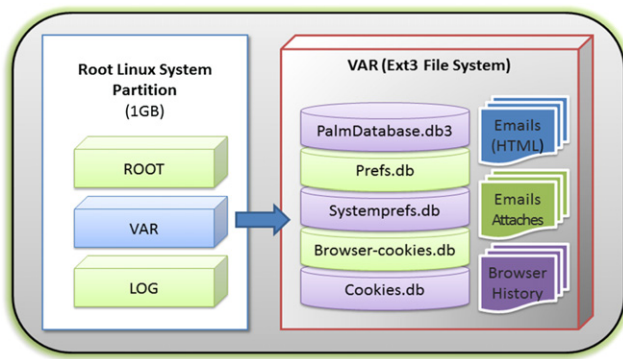 Root Linux System
Partition
(1GB)
ROOT
VAR
LOG
VAR (Ext3 File System)
PalmDatabase.db3
Prefs.db
Systemprefs.db
Browser-cookies.db
Cookies.db
Emails
(HTML)
Emails
Attaches
Browser
History